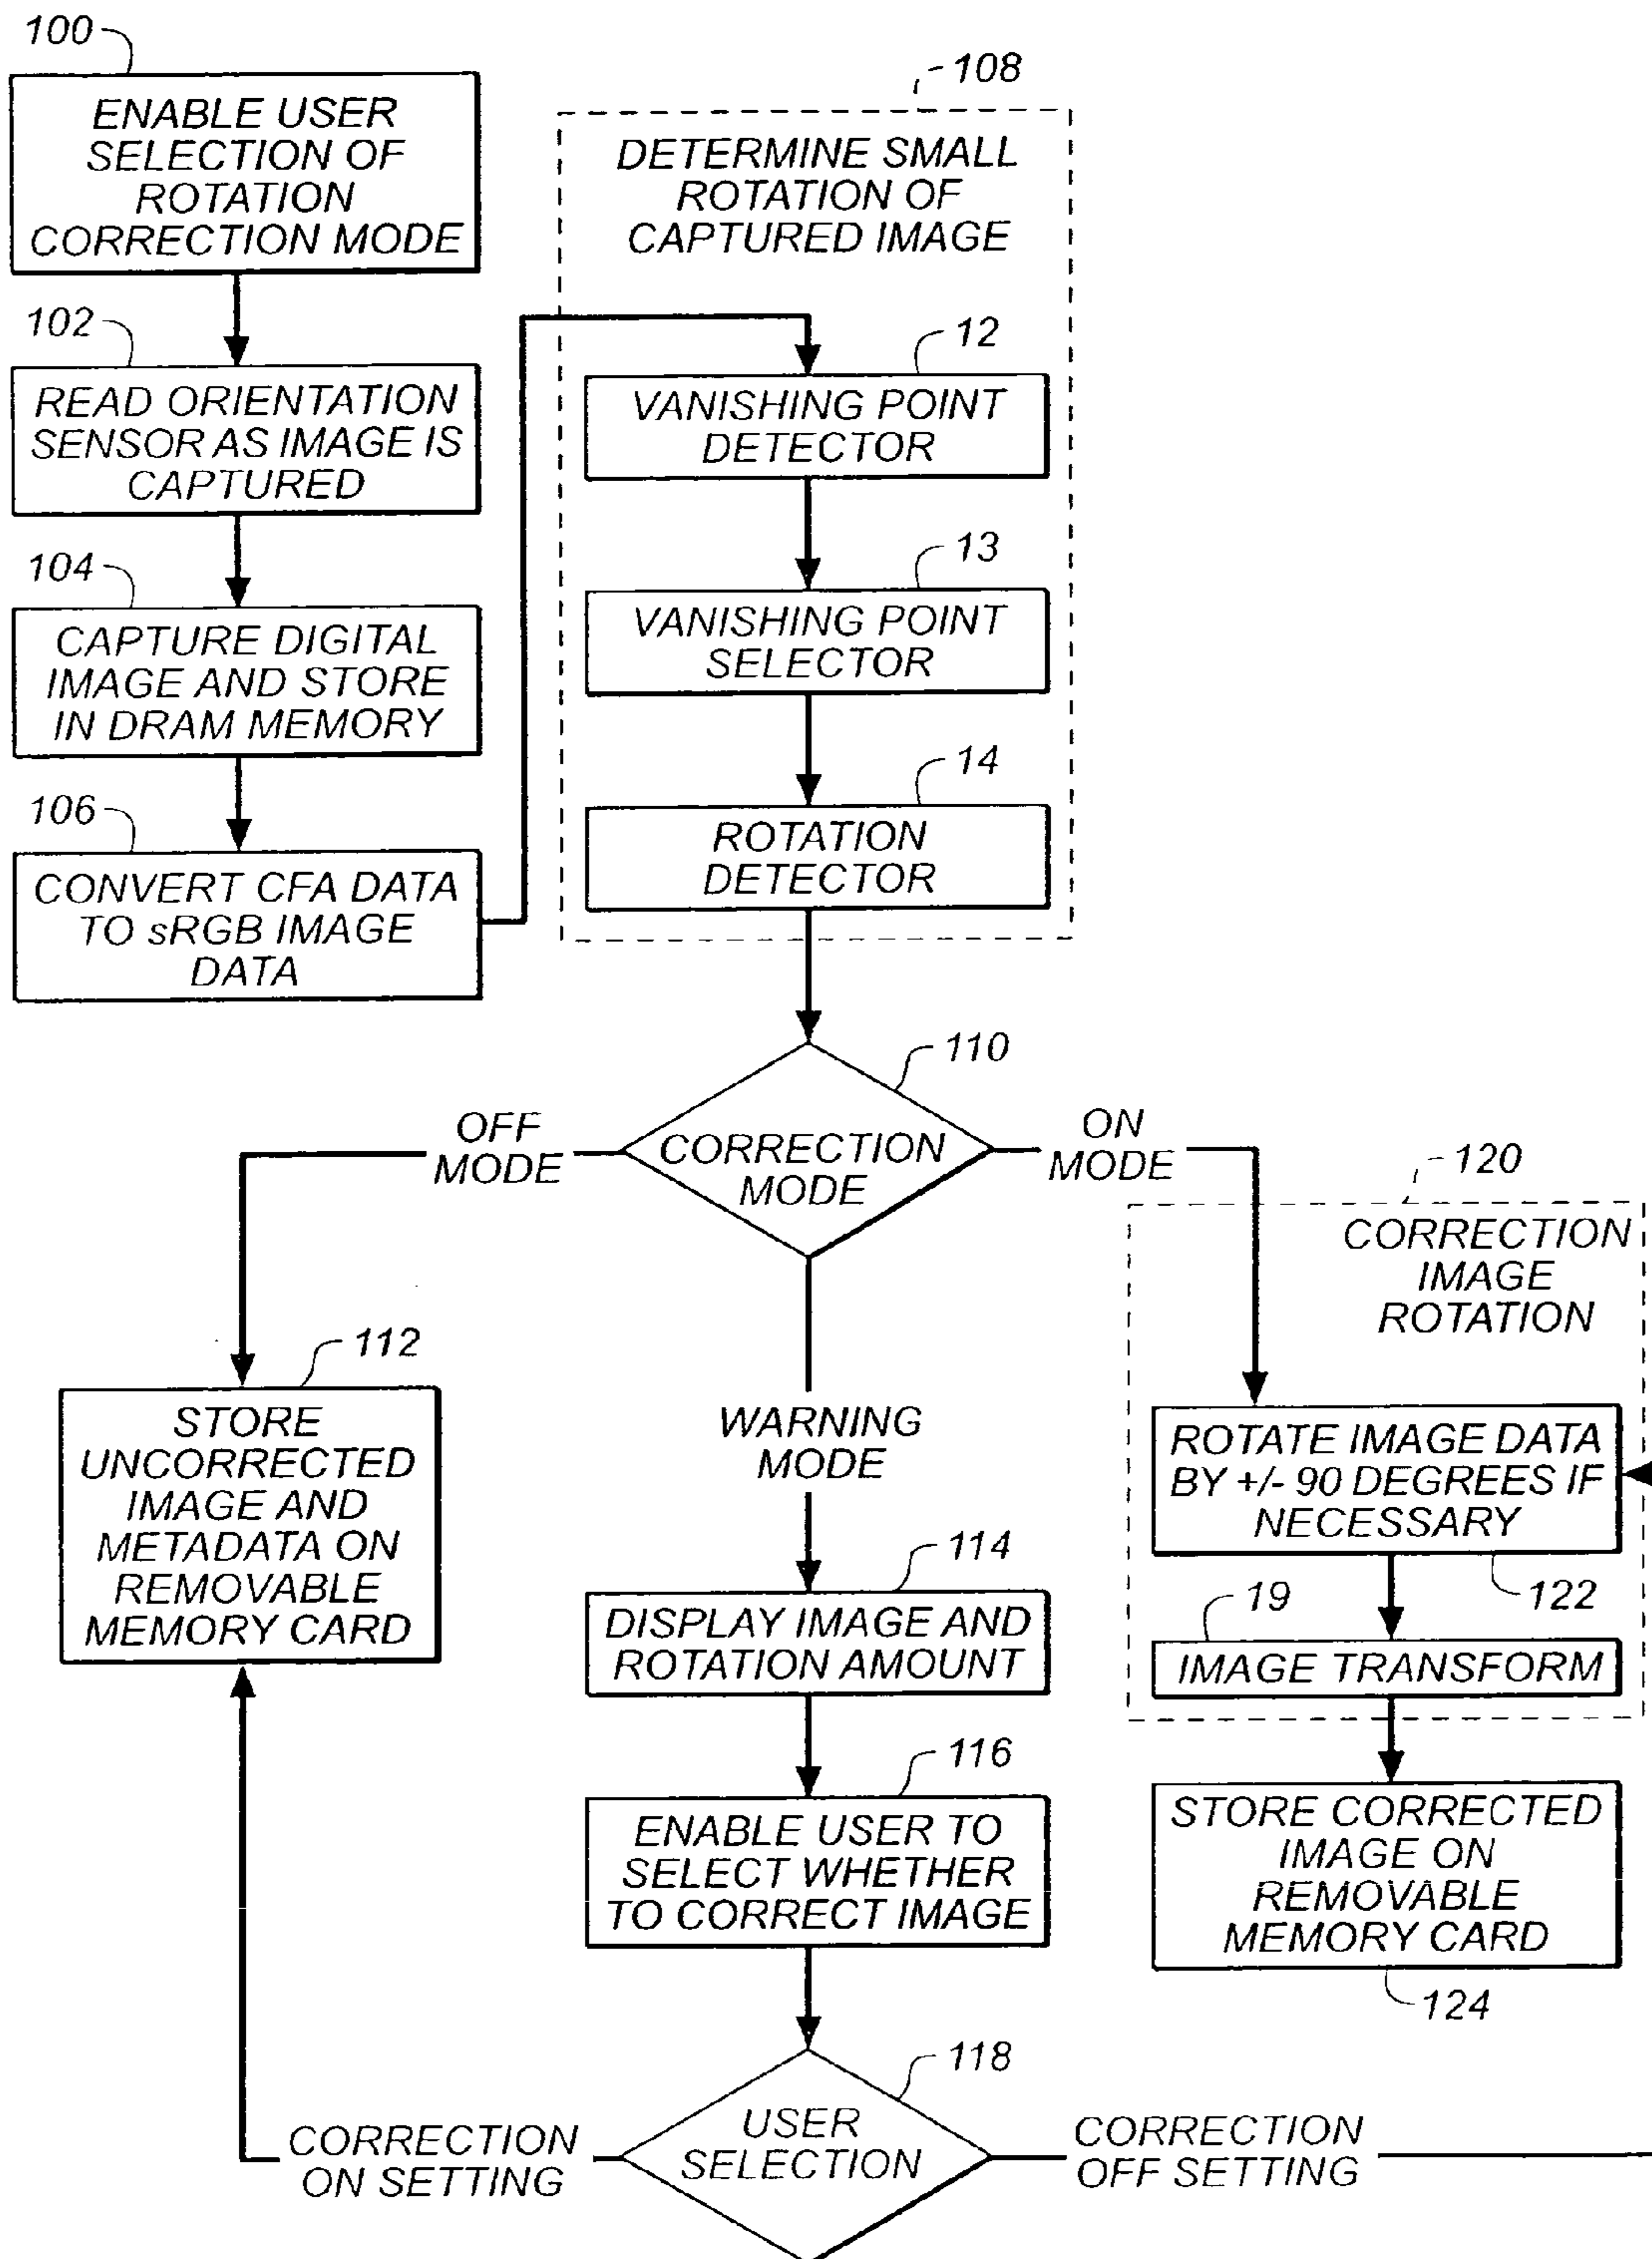 100
ENABLE USER
SELECTION OF
ROTATION
CORRECTION MODE
102
READ ORIENTATION
SENSOR AS IMAGE IS
CAPTURED
104
CAPTURE DIGITAL
IMAGE AND STORE
IN DRAM MEMORY
106
CONVERT CFA DATA
TO sRGB IMAGE
DATA
108
DETERMINE SMALL
ROTATION OF
CAPTURED IMAGE
12
VANISHING POINT
DETECTOR
13
VANISHING POINT
SELECTOR
14
ROTATION
DETECTOR
110
CORRECTION
MODE
OFF
MODE
ON
MODE
WARNING
MODE
112
STORE
UNCORRECTED
IMAGE AND
METADATA ON
REMOVABLE
MEMORY CARD
114
DISPLAY IMAGE AND
ROTATION AMOUNT
116
ENABLE USER TO
SELECT WHETHER
TO CORRECT IMAGE
118
USER
SELECTION
CORRECTION
ON SETTING
CORRECTION
OFF SETTING
120
CORRECTION
IMAGE
ROTATION
ROTATE IMAGE DATA
BY +/- 90 DEGREES IF
NECESSARY
122
19
IMAGE TRANSFORM
STORE CORRECTED
IMAGE ON
REMOVABLE
MEMORY CARD
124